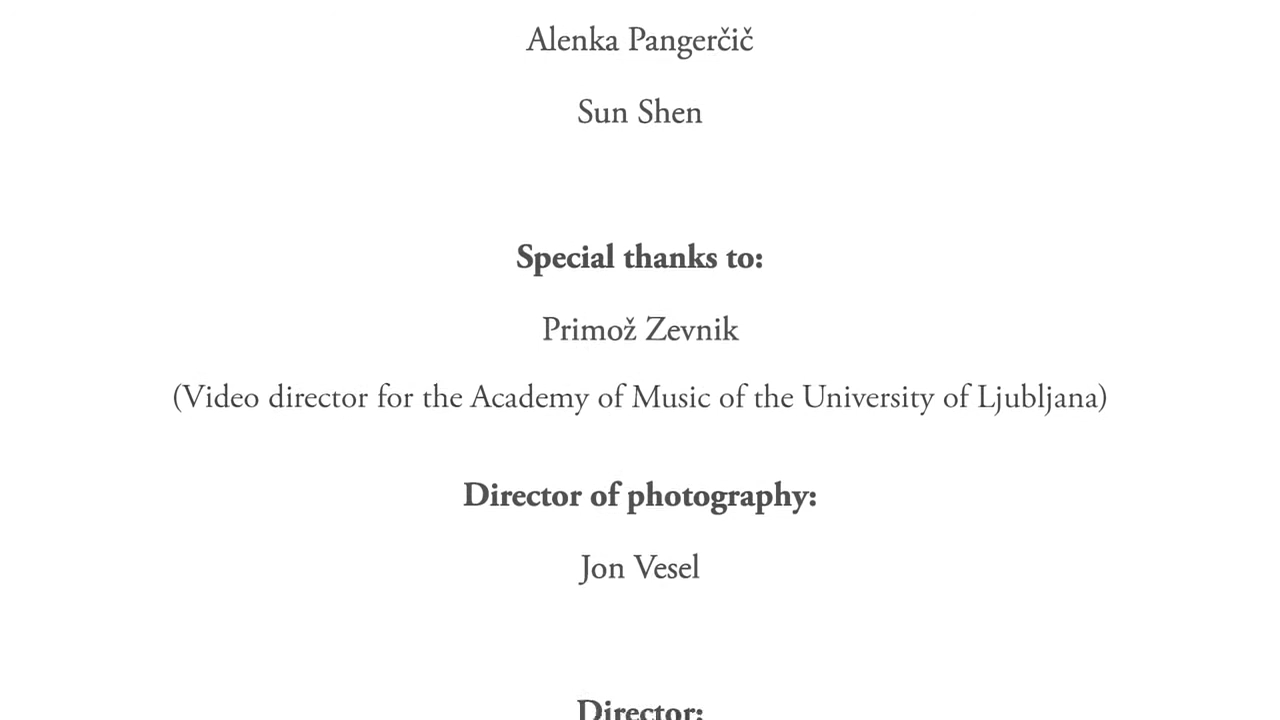 Alenka Pangerčič
Sun Shen
Special thanks to:
Primož Zevnik
(Video director for the Academy of Music of the University of Ljubljana)
Director of photography:
Jon Vesel
Director: